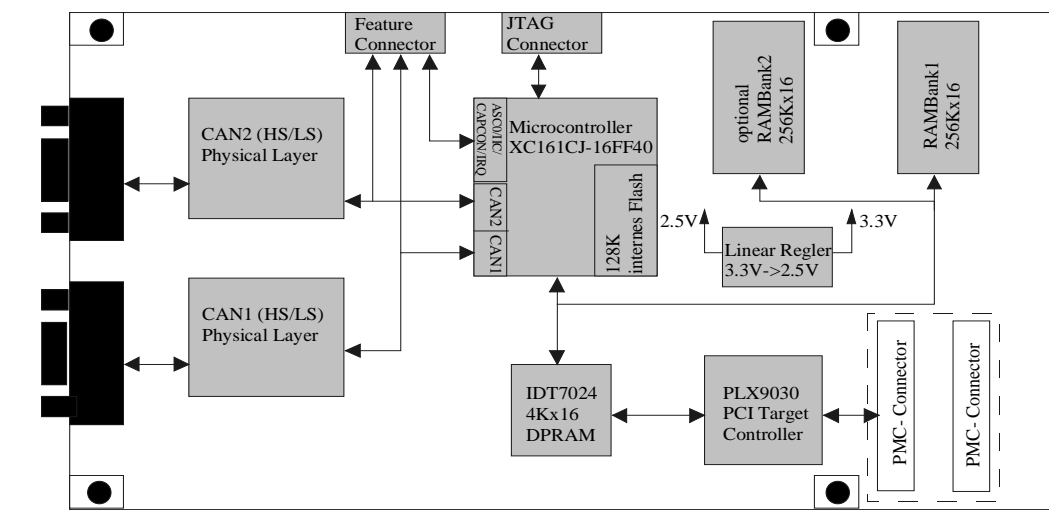 Feature
Connector
JTAG
Connector
optional
RAMBank2
256Kx16
RAMBank1
256Kx16
CAN2 (HS/LS)
Physical Layer
ASC0/IIC/
CAPCON/IRQ
Microcontroller
XC161CJ-16FF40
CAN2
CAN1
128K
internes Flash
2.5V
3.3V
Linear Regler
3.3V->2.5V
CAN1 (HS/LS)
Physical Layer
IDT7024
4Kx16
DPRAM
PLX9030
PCI Target
Controller
PMC- Connector
PMC- Connector